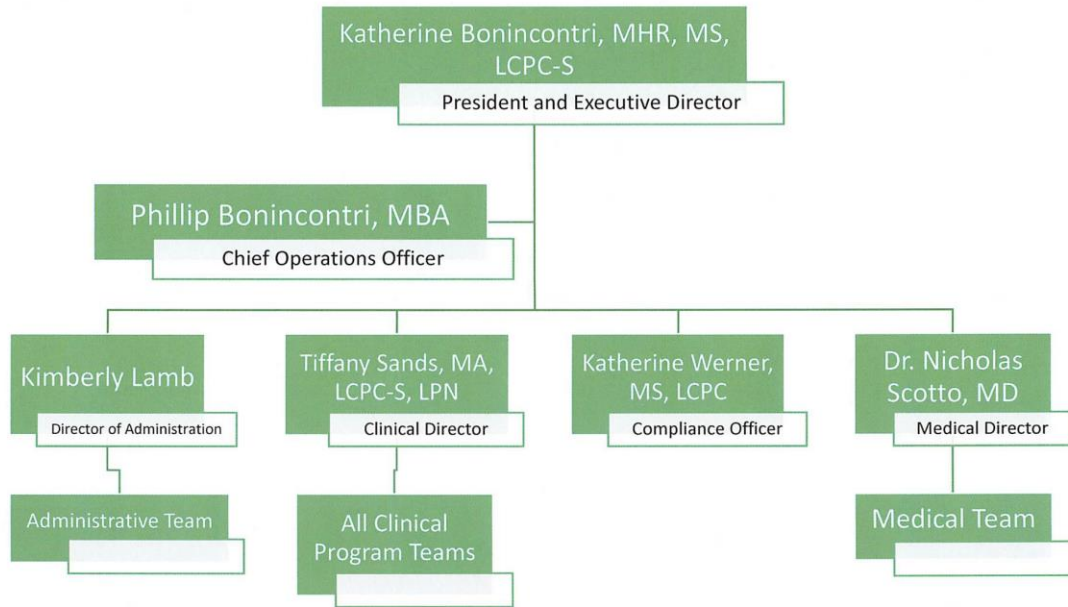 Katherine Bonincontri, MHR, MS,
LCPC-S
President and Executive Director
Phillip Bonincontri, MBA
Chief Operations Officer
Kimberly Lamb
Director of Administration
Tiffany Sands, MA,
LCPC-S, LPN
Clinical Director
Katherine Werner,
MS, LCPC
Compliance Officer
Dr. Nicholas
Scotto, MD
Medical Director
Administrative Team
All Clinical
Program Teams
Medical Team